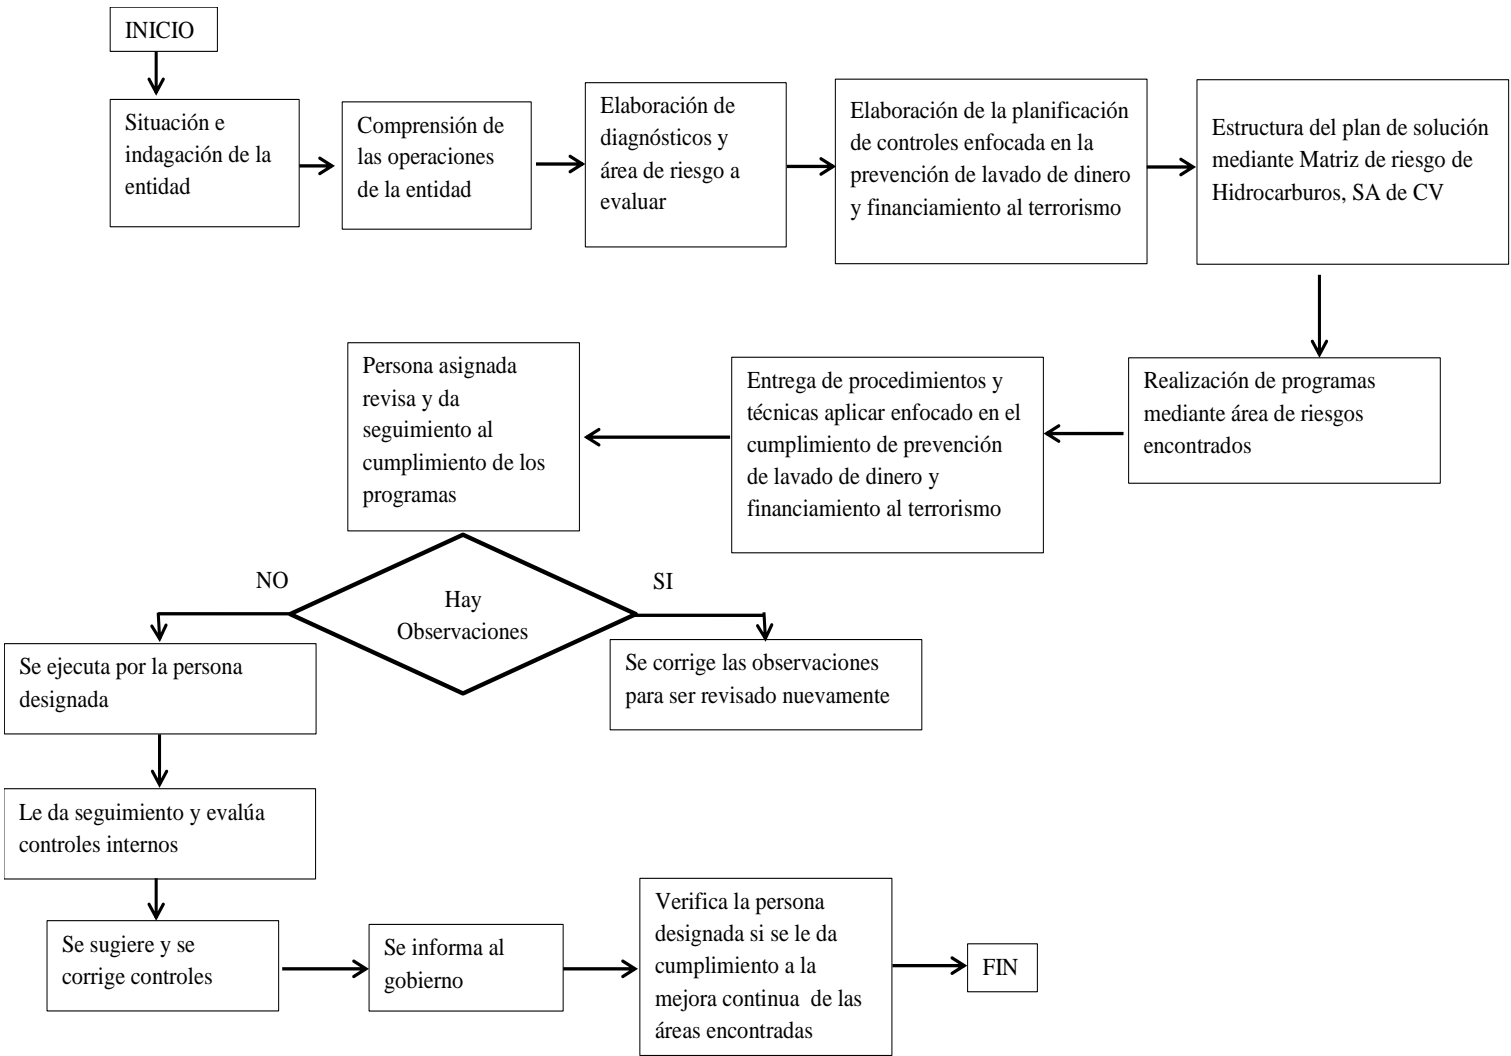 INICIO
Situación e
indagación de la
entidad
Comprensión de
las operaciones
de la entidad
Elaboración de
diagnósticos y
área de riesgo a
evaluar
Elaboración de la planificación
de controles enfocada en la
prevención de lavado de dinero
y financiamiento al terrorismo
Estructura del plan de solución
mediante Matriz de riesgo de
Hidrocarburos, SA de CV
Realización de programas
mediante área de riesgos
encontrados
Entrega de procedimientos y
técnicas aplicar enfocado en el
cumplimiento de prevención
de lavado de dinero y
financiamiento al terrorismo
Persona asignada
revisa y da
seguimiento al
cumplimiento de los
programas
Hay
Observaciones
NO
SI
Se corrige las observaciones
para ser revisado nuevamente
Se ejecuta por la persona
designada
Le da seguimiento y evalúa
controles internos
Se sugiere y se
corrige controles
Se informa al
gobierno
Verifica la persona
designada si se le da
cumplimiento a la
mejora continua  de las
áreas encontradas
FIN